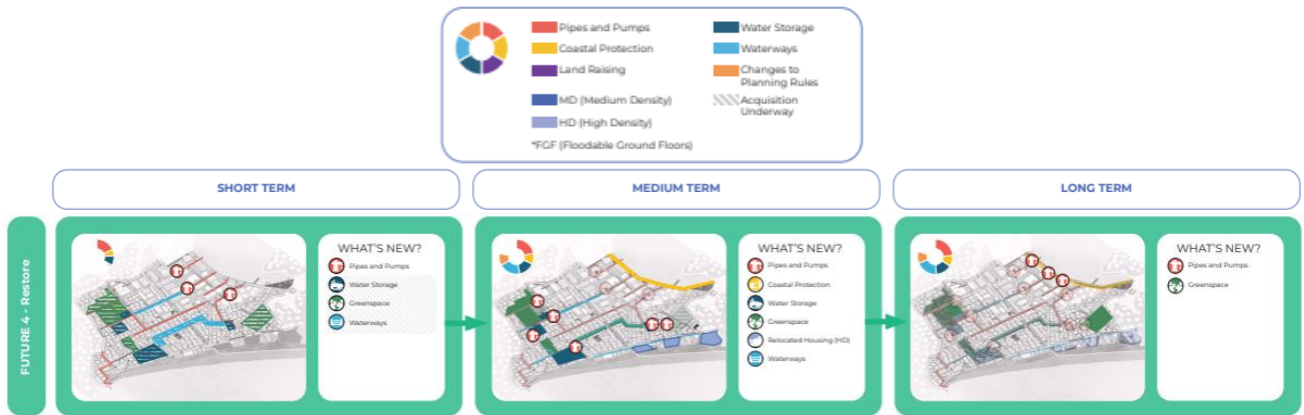 Pipes and Pumps
Coastal Protection
Land Raising
MD (Medium Density)
HD (High Density)
*FGF (Floodable Ground Floors)
Water Storage
Waterways
Changes to
Planning Rules
Acquisition
Underway
SHORT TERM
MEDIUM TERM
LONG TERM
FUTURE 4 - Restore
WHAT'S NEW?
Pipes and Pumps
Water Storage
Greenspace
Waterways
WHAT'S NEW?
Pipes and Pumps
Coastal Protection
Water Storage
Greenspace
Relocated Housing (HD)
Waterways
WHAT'S NEW?
Pipes and Pumps
Greenspace